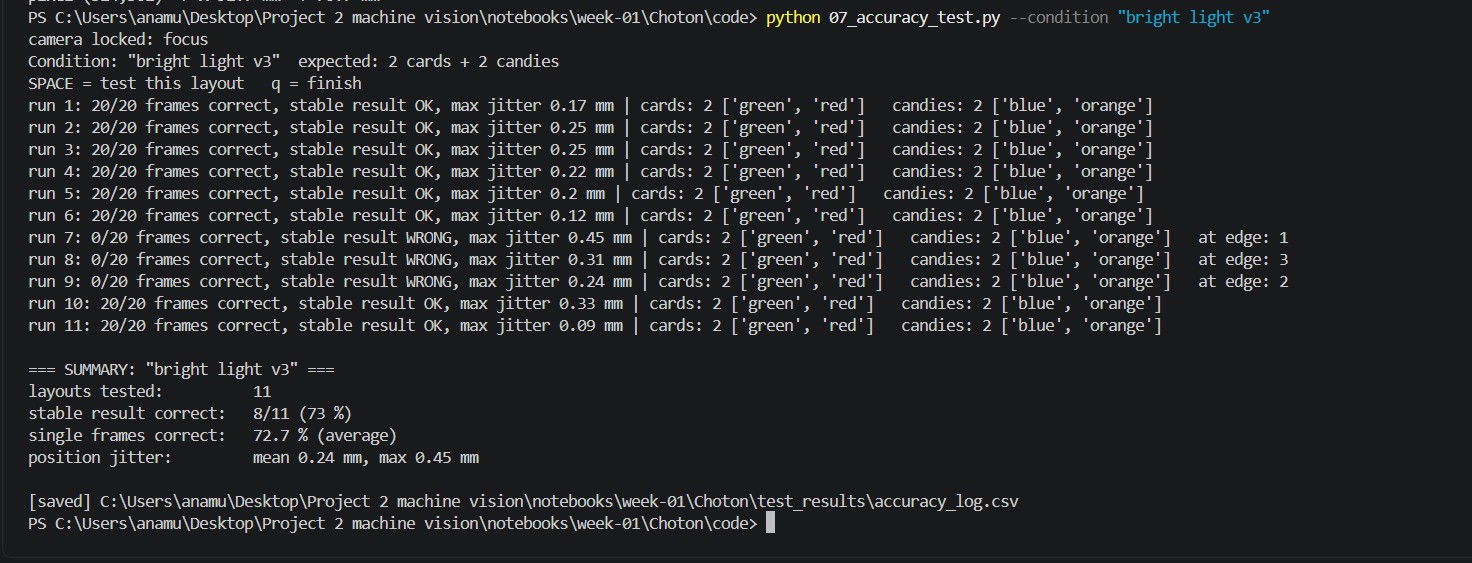 PS C:\Users\anamu\Desktop\Project 2 machine vision\notebooks\week-01\Choton\code> python 07_accuracy_test.py --condition "bright light v3"
camera locked: focus
Condition: "bright light v3"  expected: 2 cards + 2 candies
SPACE = test this layout   q = finish
run 1: 20/20 frames correct, stable result OK, max jitter 0.17 mm | cards: 2 ['green', 'red']   candies: 2 ['blue', 'orange']
run 2: 20/20 frames correct, stable result OK, max jitter 0.25 mm | cards: 2 ['green', 'red']   candies: 2 ['blue', 'orange']
run 3: 20/20 frames correct, stable result OK, max jitter 0.25 mm | cards: 2 ['green', 'red']   candies: 2 ['blue', 'orange']
run 4: 20/20 frames correct, stable result OK, max jitter 0.22 mm | cards: 2 ['green', 'red']   candies: 2 ['blue', 'orange']
run 5: 20/20 frames correct, stable result OK, max jitter 0.2 mm | cards: 2 ['green', 'red']   candies: 2 ['blue', 'orange']
run 6: 20/20 frames correct, stable result OK, max jitter 0.12 mm | cards: 2 ['green', 'red']   candies: 2 ['blue', 'orange']
run 7: 0/20 frames correct, stable result WRONG, max jitter 0.45 mm | cards: 2 ['green', 'red']   candies: 2 ['blue', 'orange']   at edge: 1
run 8: 0/20 frames correct, stable result WRONG, max jitter 0.31 mm | cards: 2 ['green', 'red']   candies: 2 ['blue', 'orange']   at edge: 3
run 9: 0/20 frames correct, stable result WRONG, max jitter 0.24 mm | cards: 2 ['green', 'red']   candies: 2 ['blue', 'orange']   at edge: 2
run 10: 20/20 frames correct, stable result OK, max jitter 0.33 mm | cards: 2 ['green', 'red']   candies: 2 ['blue', 'orange']
run 11: 20/20 frames correct, stable result OK, max jitter 0.09 mm | cards: 2 ['green', 'red']   candies: 2 ['blue', 'orange']
=== SUMMARY: "bright light v3" ===
layouts tested:          11
stable result correct:   8/11 (73 %)
single frames correct:   72.7 % (average)
position jitter:         mean 0.24 mm, max 0.45 mm
[saved] C:\Users\anamu\Desktop\Project 2 machine vision\notebooks\week-01\Choton\test_results\accuracy_log.csv
PS C:\Users\anamu\Desktop\Project 2 machine vision\notebooks\week-01\Choton\code>